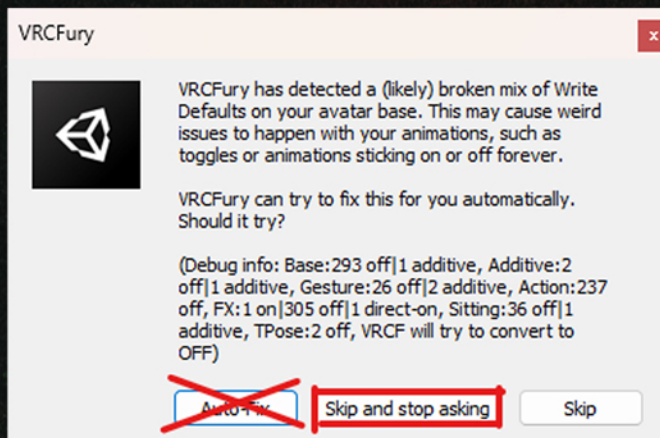 VRCFury
x
VRCFury has detected a (likely) broken mix of Write
Defaults on your avatar base. This may cause weird
issues to happen with your animations, such as
toggles or animations sticking on or off forever.
VRCFury can try to fix this for you automatically.
Should it try?
(Debug info: Base:293 off|1 additive, Additive:2
off|1 additive, Gesture:26 off|2 additive, Action:237
off, FX:1 on|305 off|1 direct-on, Sitting:36 off|1
additive, TPose:2 off, VRCF will try to convert to
OFF)
Auto-Fix
Skip and stop asking
Skip